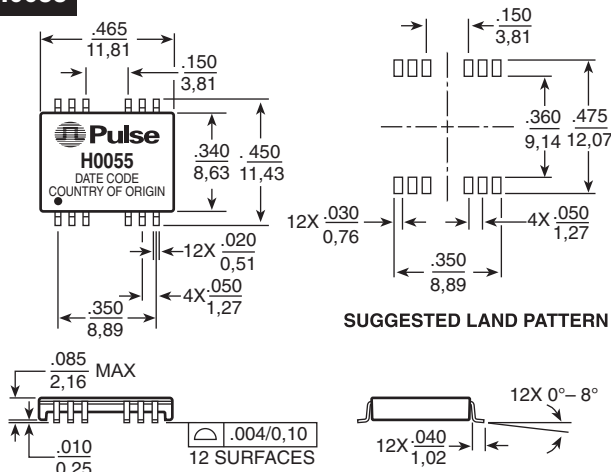 .465
11,81
.150
3,81
.340
8,63
.450
11,43
Pulse
H0055
DATE CODE
COUNTRY OF ORIGIN
12X .020
0,51
4X .050
1,27
.350
8,89
.150
3,81
.360
9,14
.475
12,07
12X .030
0,76
4X .050
1,27
.350
8,89
SUGGESTED LAND PATTERN
.085
2,16
MAX
.010
0,25
.004/0,10
12 SURFACES
12X .040
1,02
12X 0°– 8°